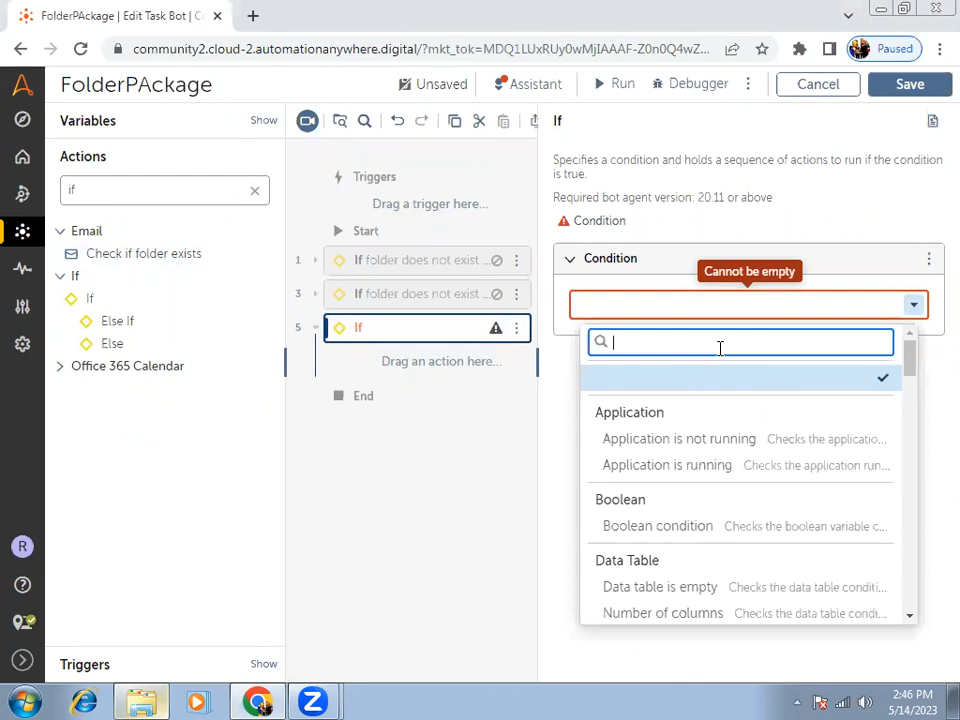 FolderPAckage | Edit Task Bot | Co
community2.cloud-2.automationanywhere.digital/?mkt_tok=MDQ1LUxRUy0wMjIAAAF-Z0n0Q4wZ...
Paused
FolderPAckage
Unsaved
Assistant
Run
Debugger
Cancel
Save
Variables
Show
Actions
if
Email
Check if folder exists
If
If
Else If
Else
Office 365 Calendar
Triggers
Show
Triggers
Drag a trigger here...
Start
1 If folder does not exist ...
3 If folder does not exist ...
5 If
Drag an action here...
End
If
Specifies a condition and holds a sequence of actions to run if the condition
is true.
Required bot agent version: 20.11 or above
Condition
Condition
Cannot be empty
Application
Application is not running Checks the applicatio...
Application is running Checks the application run...
Boolean
Boolean condition Checks the boolean variable c...
Data Table
Data table is empty Checks the data table conditi...
Number of columns Checks the data table condi...
R
2:46 PM
5/14/2023